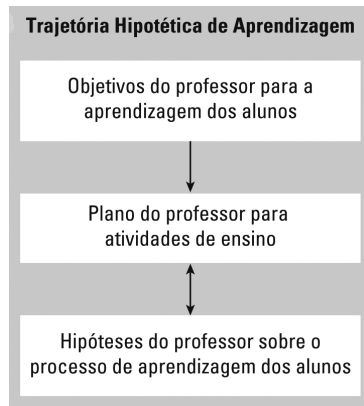 Trajetória Hipotética de Aprendizagem
Objetivos do professor para a
aprendizagem dos alunos
Plano do professor para
atividades de ensino
Hipóteses do professor sobre o
processo de aprendizagem dos alunos